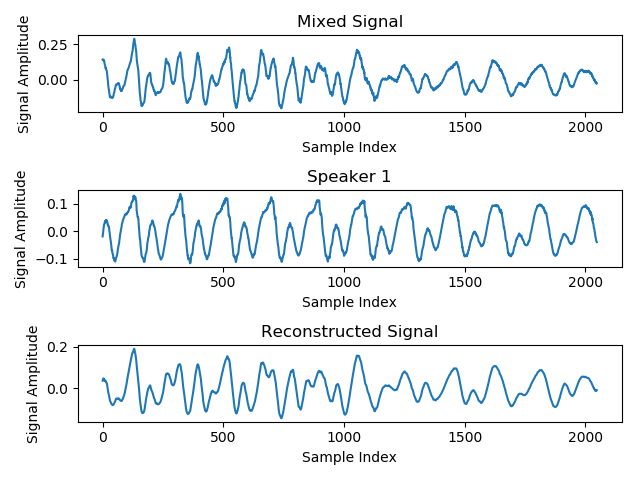 Mixed Signal
Signal Amplitude
0.25
0.00
0 500 1000 1500 2000
Sample Index
Speaker 1
Signal Amplitude
0.1
0.0
−0.1
0 500 1000 1500 2000
Sample Index
Reconstructed Signal
Signal Amplitude
0.2
0.0
0 500 1000 1500 2000
Sample Index